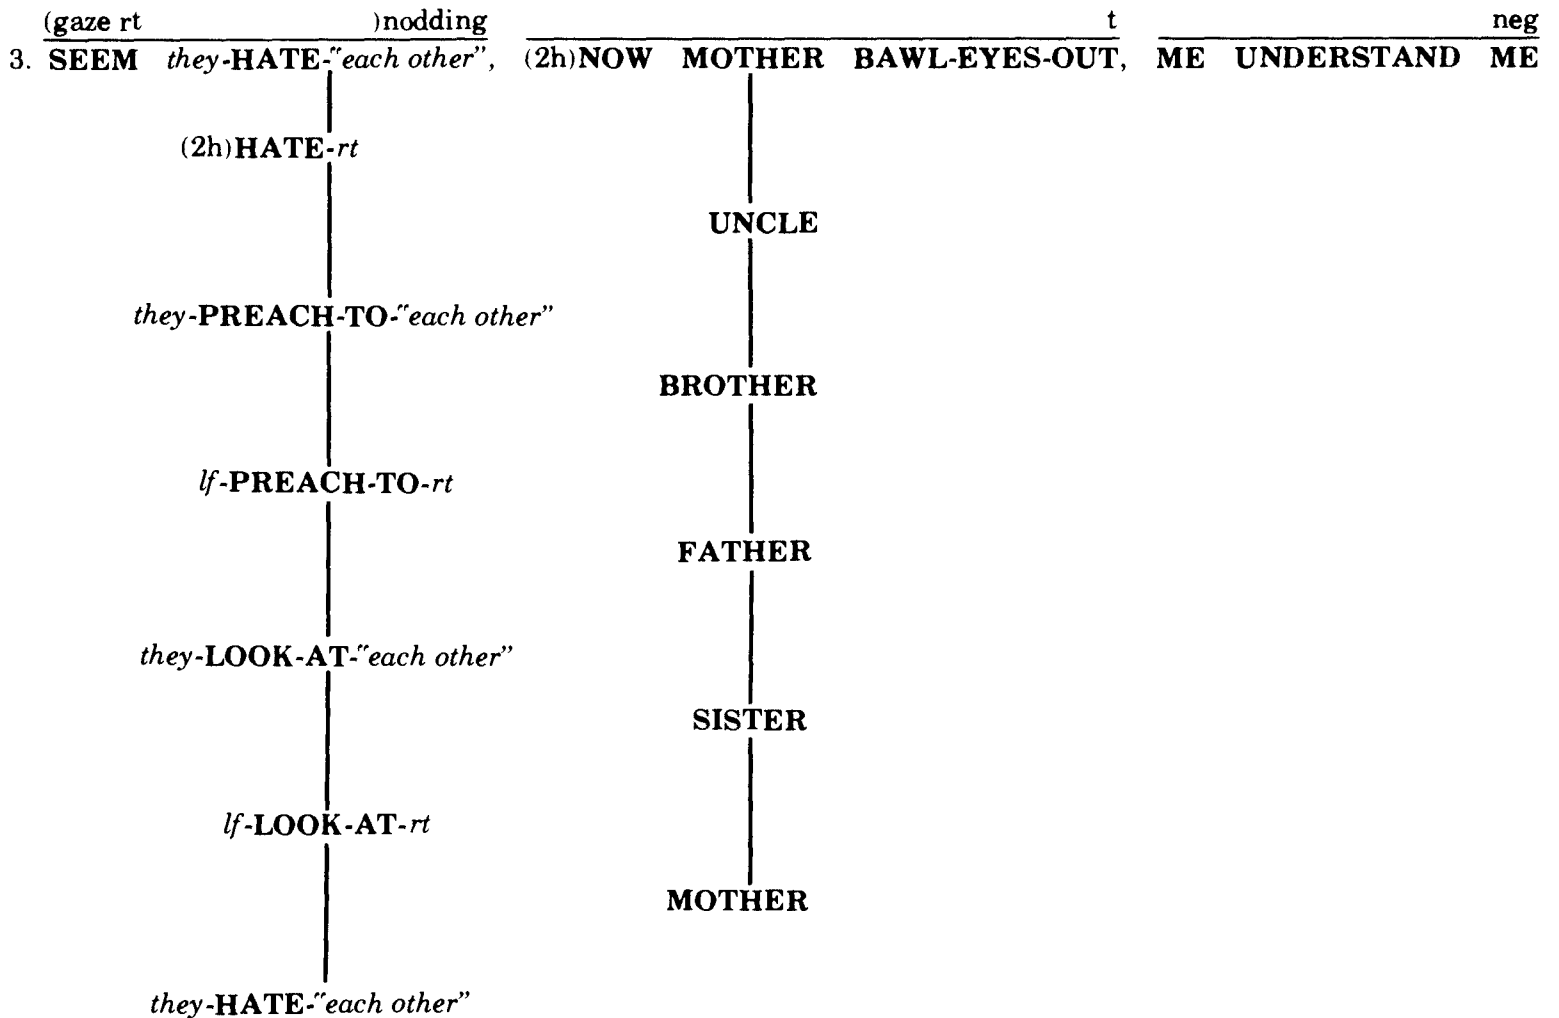 (gaze rt )nodding t neg
3. SEEM they-HATE-"each other", (2h)NOW MOTHER BAWL-EYES-OUT, ME UNDERSTAND ME
(2h)HATE-rt
UNCLE
they-PREACH-TO-"each other"
BROTHER
lf-PREACH-TO-rt
FATHER
they-LOOK-AT-"each other"
SISTER
lf-LOOK-AT-rt
MOTHER
they-HATE-"each other"